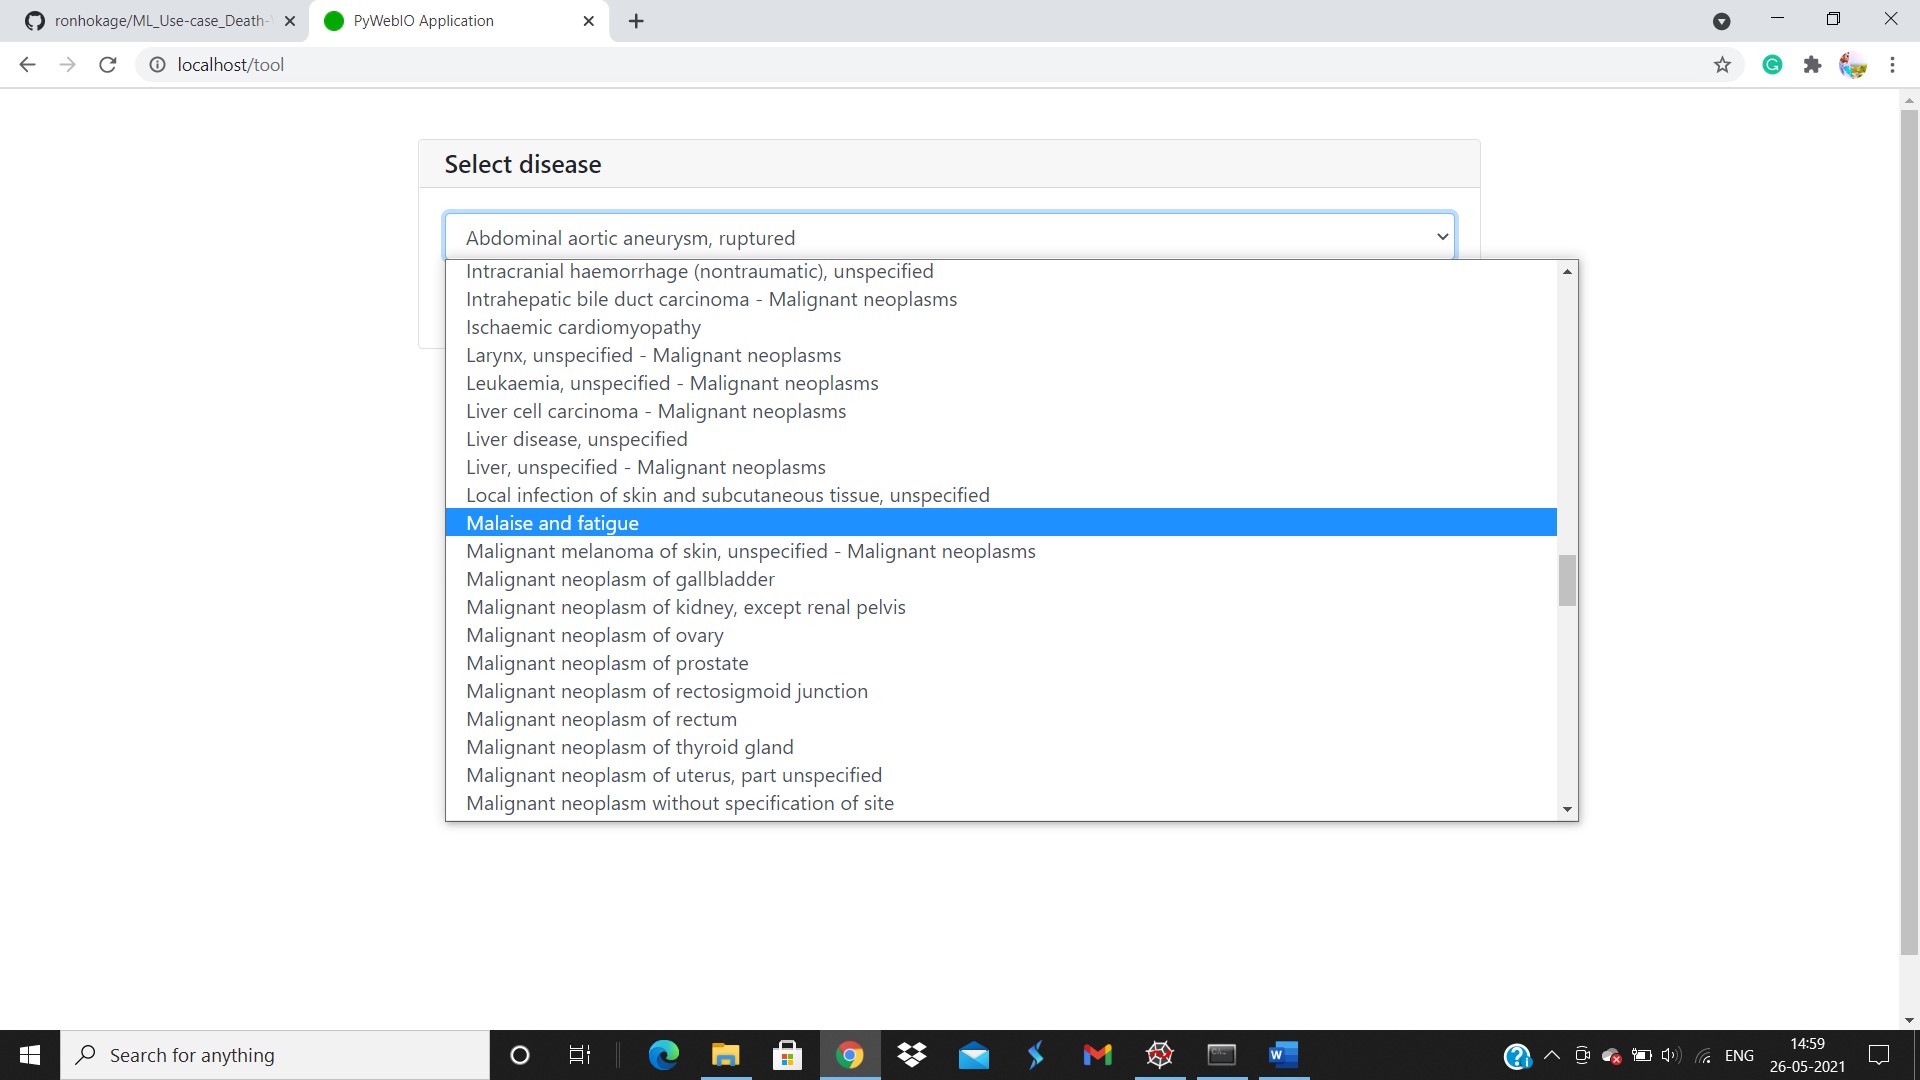 ronhokage/ML_Use-case_Death-
PyWebIO Application
localhost/tool
Select disease
Abdominal aortic aneurysm, ruptured
Intracranial haemorrhage (nontraumatic), unspecified
Intrahepatic bile duct carcinoma - Malignant neoplasms
Ischaemic cardiomyopathy
Larynx, unspecified - Malignant neoplasms
Leukaemia, unspecified - Malignant neoplasms
Liver cell carcinoma - Malignant neoplasms
Liver disease, unspecified
Liver, unspecified - Malignant neoplasms
Local infection of skin and subcutaneous tissue, unspecified
Malaise and fatigue
Malignant melanoma of skin, unspecified - Malignant neoplasms
Malignant neoplasm of gallbladder
Malignant neoplasm of kidney, except renal pelvis
Malignant neoplasm of ovary
Malignant neoplasm of prostate
Malignant neoplasm of rectosigmoid junction
Malignant neoplasm of rectum
Malignant neoplasm of thyroid gland
Malignant neoplasm of uterus, part unspecified
Malignant neoplasm without specification of site
Search for anything
ENG
14:59
26-05-2021